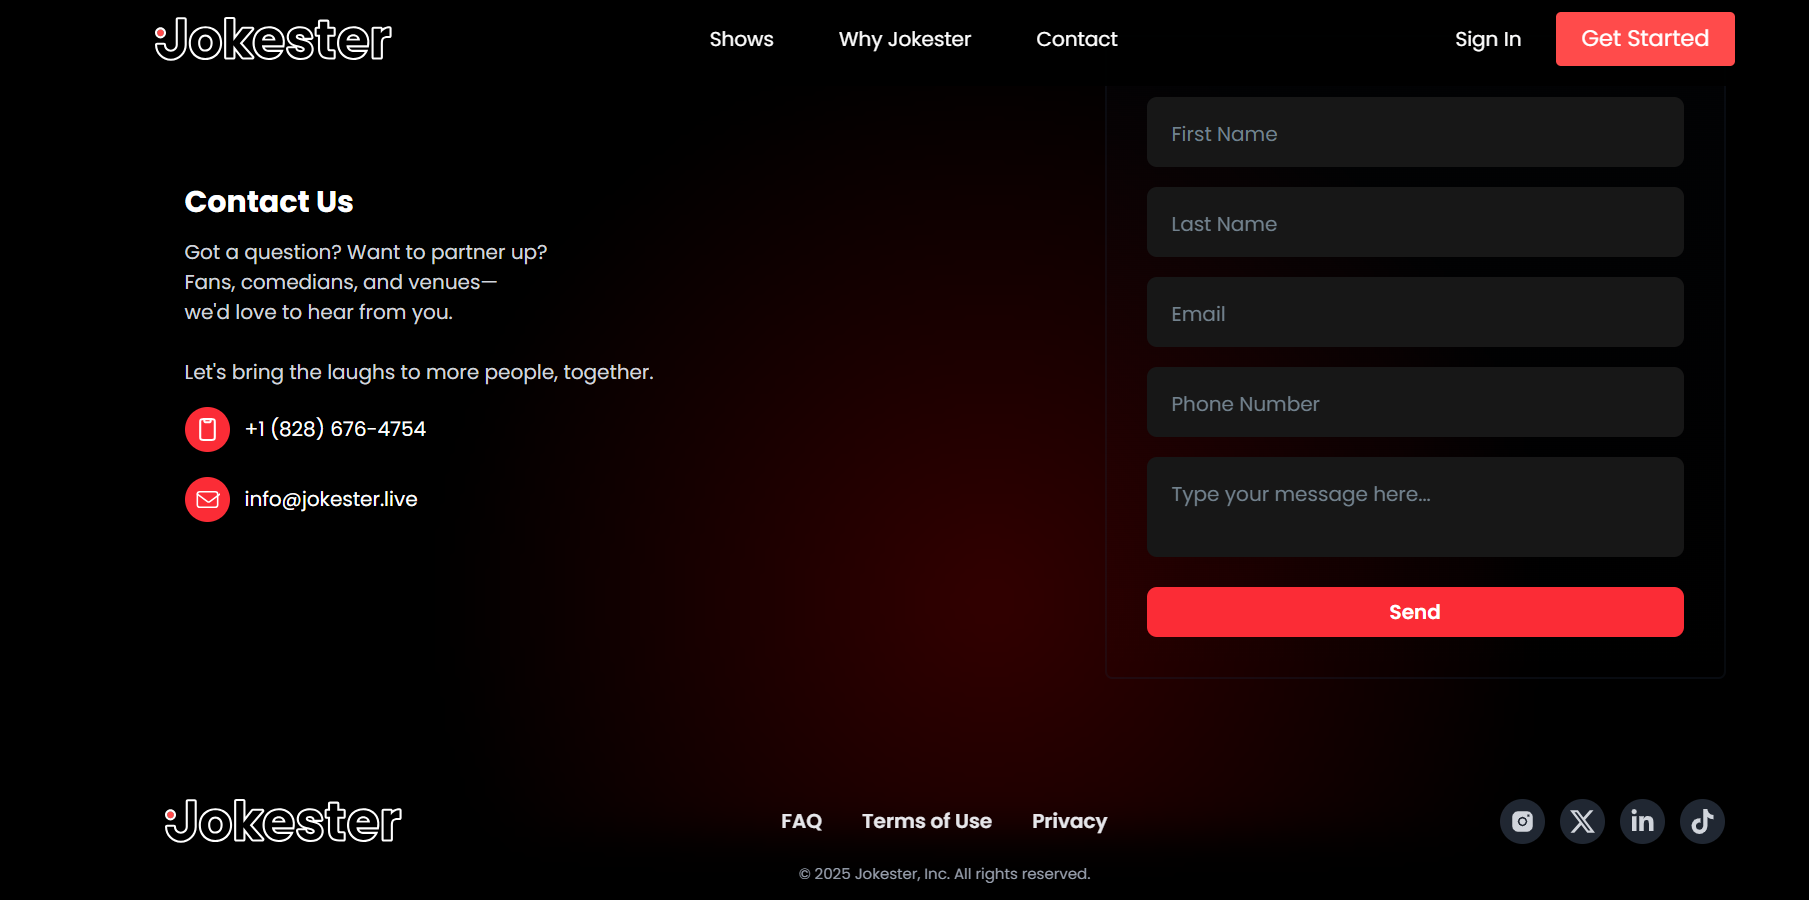 Jokester
Shows
Why Jokester
Contact
Sign In
Get Started
Contact Us
Got a question? Want to partner up?
Fans, comedians, and venues—
we'd love to hear from you.
Let's bring the laughs to more people, together.
+1 (828) 676-4754
info@jokester.live
First Name
Last Name
Email
Phone Number
Type your message here...
Send
Jokester
FAQ
Terms of Use
Privacy
© 2025 Jokester, Inc. All rights reserved.